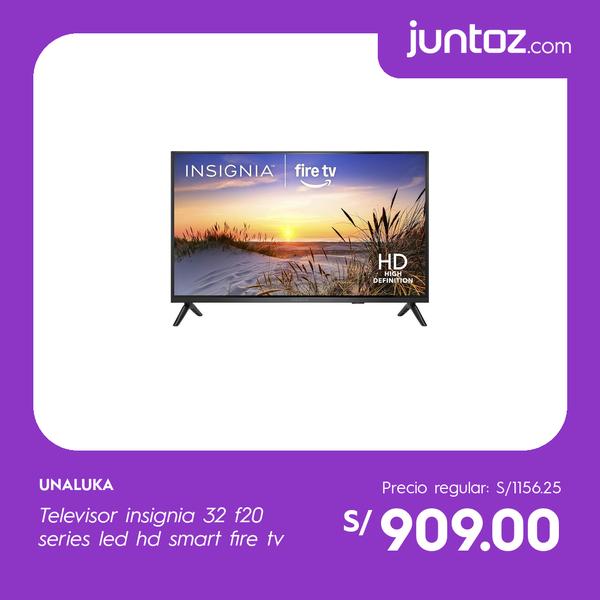 juntoz.com
INSIGNIA™ | fire tv
HD
HIGH
DEFINITION
UNALUKA
Televisor insignia 32 f20
series led hd smart fire tv
Precio regular: S/1156.25
S/ 909.00